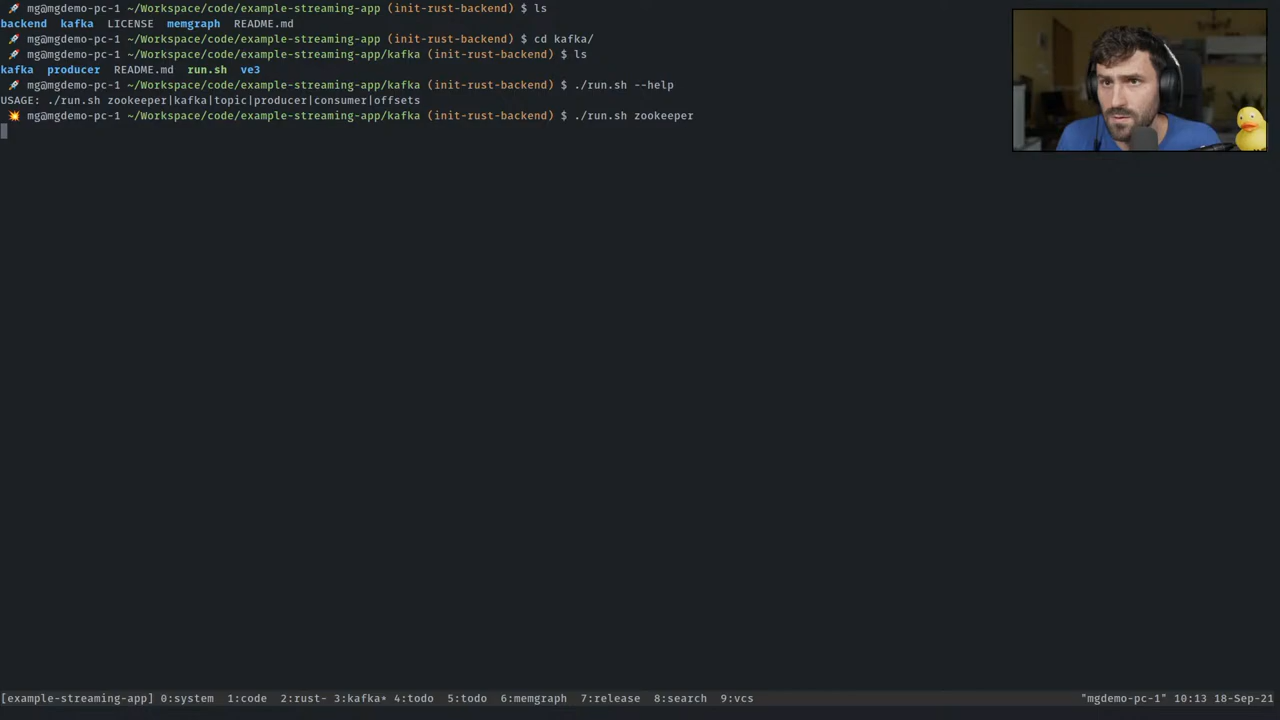 🚀 mg@mgdemo-pc-1 ~/Workspace/code/example-streaming-app (init-rust-backend) $ ls
backend kafka LICENSE memgraph README.md
🚀 mg@mgdemo-pc-1 ~/Workspace/code/example-streaming-app (init-rust-backend) $ cd kafka/
🚀 mg@mgdemo-pc-1 ~/Workspace/code/example-streaming-app/kafka (init-rust-backend) $ ls
kafka producer README.md run.sh ve3
🚀 mg@mgdemo-pc-1 ~/Workspace/code/example-streaming-app/kafka (init-rust-backend) $ ./run.sh --help
USAGE: ./run.sh zookeeper|kafka|topic|producer|consumer|offsets
💥 mg@mgdemo-pc-1 ~/Workspace/code/example-streaming-app/kafka (init-rust-backend) $ ./run.sh zookeeper
[example-streaming-app] 0:system 1:code 2:rust- 3:kafka* 4:todo 5:todo 6:memgraph 7:release 8:search 9:vcs "mgdemo-pc-1" 10:13 18-Sep-21